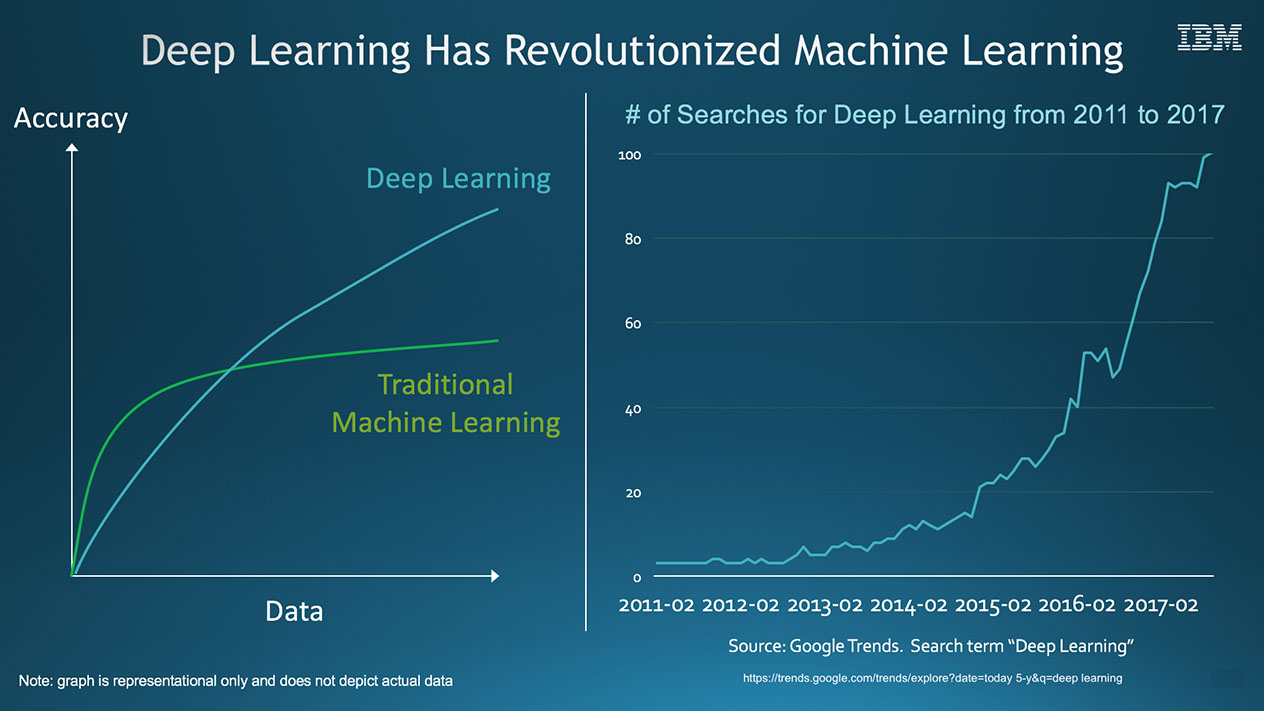 Deep Learning Has Revolutionized Machine Learning
IBM
Accuracy
Deep Learning
Traditional
Machine Learning
Data
Note: graph is representational only and does not depict actual data
# of Searches for Deep Learning from 2011 to 2017
100
80
60
40
20
0
2011-02 2012-02 2013-02 2014-02 2015-02 2016-02 2017-02
Source: Google Trends. Search term “Deep Learning”
https://trends.google.com/trends/explore?date=today 5-y&q=deep learning